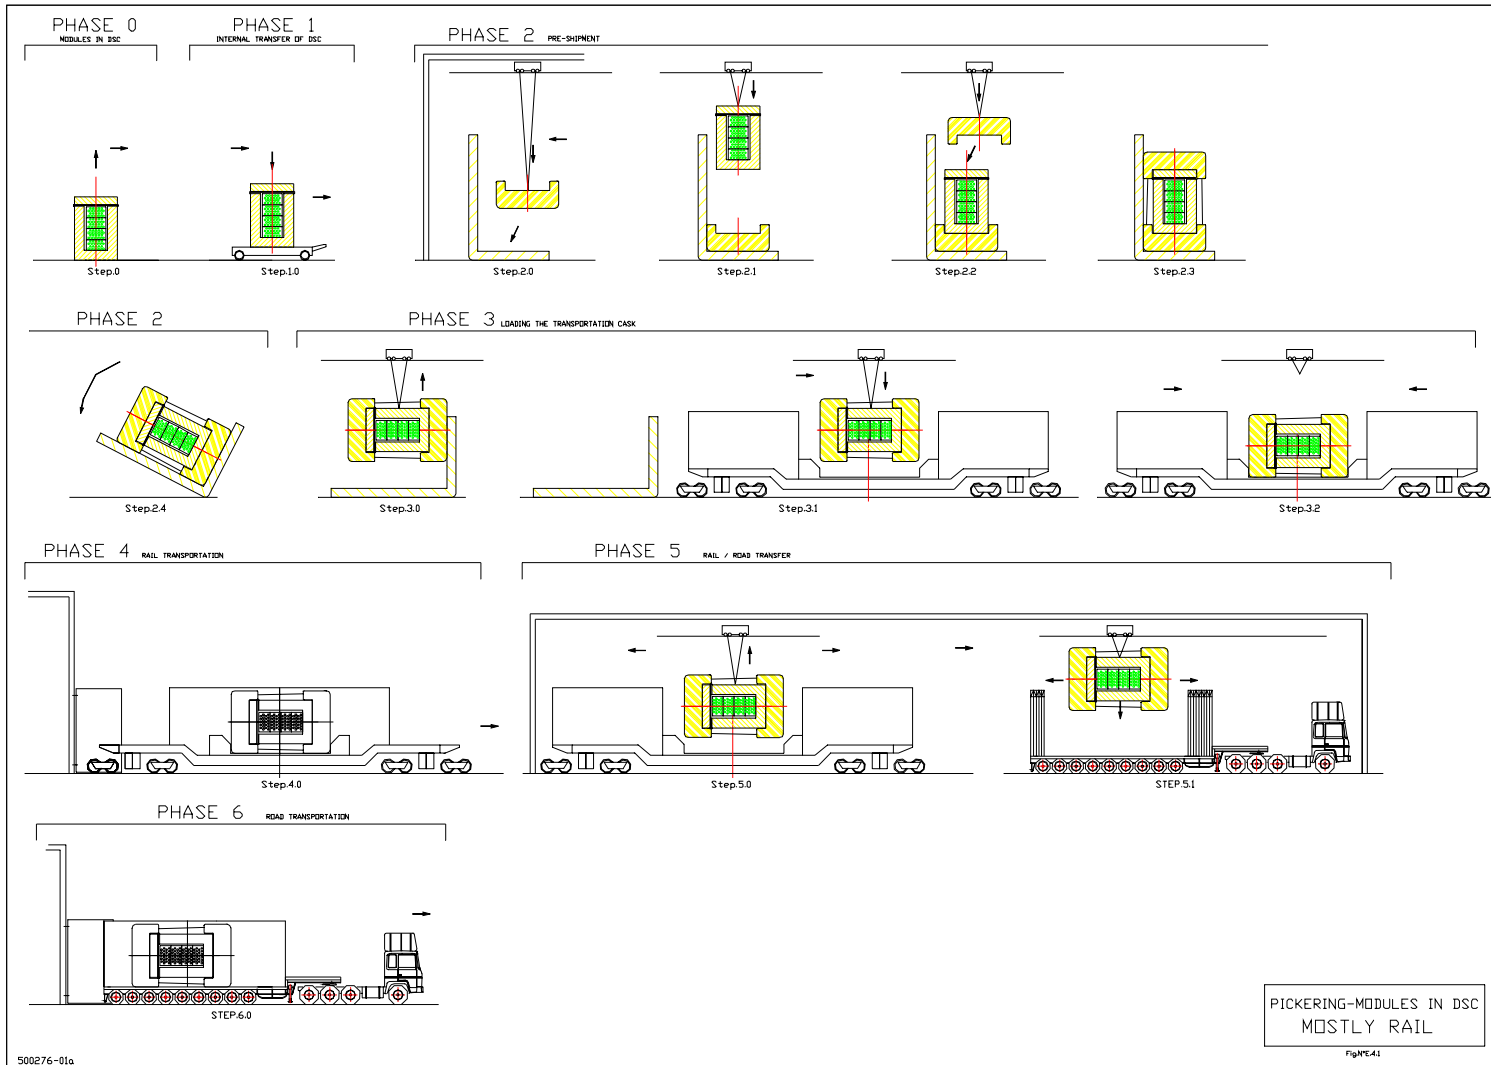 PHASE 0
MODULES IN DSC
PHASE 1
INTERNAL TRANSFER OF DSC
PHASE 2 PRE-SHIPMENT
Step.0
Step.1.0
Step.2.0
Step.2.1
Step.2.2
Step.2.3
PHASE 2
PHASE 3 LOADING THE TRANSPORTATION CASK
Step.2.4
Step.3.0
Step.3.1
Step.3.2
PHASE 4 RAIL TRANSPORTATION
PHASE 5 RAIL / ROAD TRANSFER
Step.4.0
Step.5.0
STEP.5.1
PHASE 6 ROAD TRANSPORTATION
STEP.6.0
PICKERING-MODULES IN DSC
MOSTLY RAIL
Fig.N°E.4.1
500276-01a